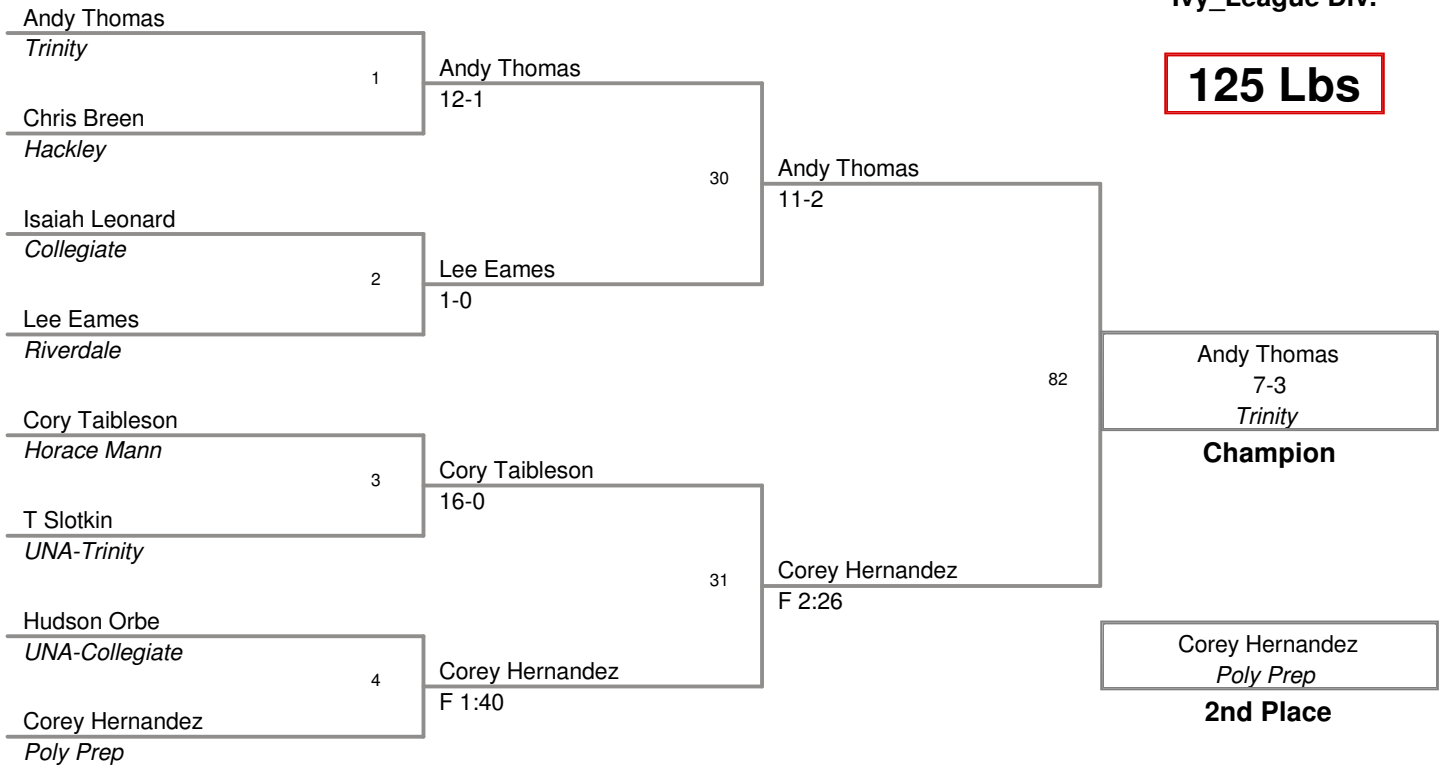 Ivy_League Div.
125 Lbs
Andy Thomas
Trinity
1
Chris Breen
Hackley
Isaiah Leonard
Collegiate
2
Lee Eames
Riverdale
Cory Taibleson
Horace Mann
3
T Slotkin
UNA-Trinity
Hudson Orbe
UNA-Collegiate
4
Corey Hernandez
Poly Prep
Andy Thomas
12-1
30
Lee Eames
1-0
Cory Taibleson
16-0
31
Corey Hernandez
F 1:40
Andy Thomas
11-2
82
Corey Hernandez
F 2:26
Andy Thomas
7-3
Trinity
Champion
Corey Hernandez
Poly Prep
2nd Place